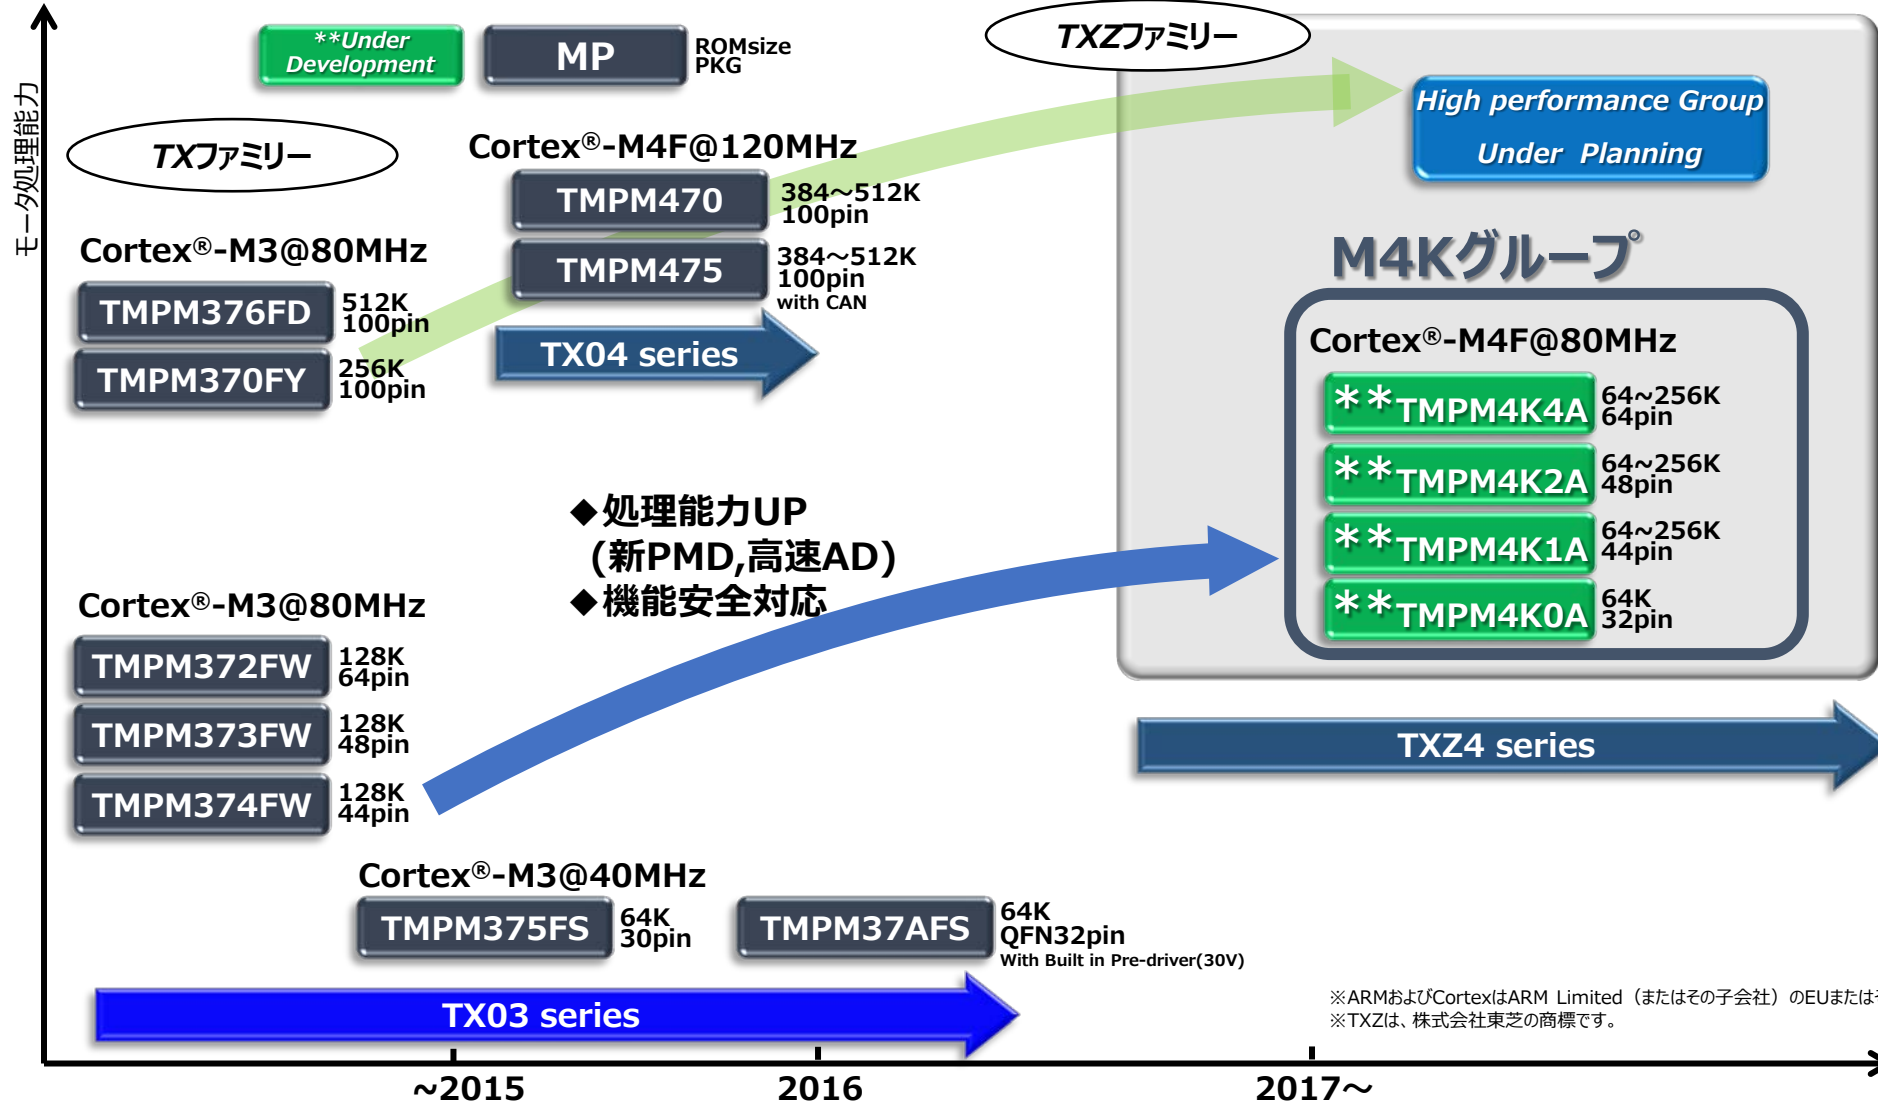 モータ処理能力
**Under
Development
MP
ROMsize
PKG
TXファミリー
TXZファミリー
Cortex®-M4F@120MHz
TMPM470
384～512K
100pin
TMPM475
384～512K
100pin
with CAN
TX04 series
Cortex®-M3@80MHz
TMPM376FD
512K
100pin
TMPM370FY
256K
100pin
High performance Group
Under Planning
M4Kグループ
Cortex®-M4F@80MHz
**TMPM4K4A
64~256K
64pin
**TMPM4K2A
64~256K
48pin
**TMPM4K1A
64~256K
44pin
**TMPM4K0A
64K
32pin
◆処理能力UP
(新PMD,高速AD)
◆機能安全対応
Cortex®-M3@80MHz
TMPM372FW
128K
64pin
TMPM373FW
128K
48pin
TMPM374FW
128K
44pin
TXZ4 series
Cortex®-M3@40MHz
TMPM375FS
64K
30pin
TMPM37AFS
64K
QFN32pin
With Built in Pre-driver(30V)
TX03 series
※ARMおよびCortexはARM Limited（またはその子会社）のEUまたは
※TXZは、株式会社東芝の商標です。
~2015
2016
2017～